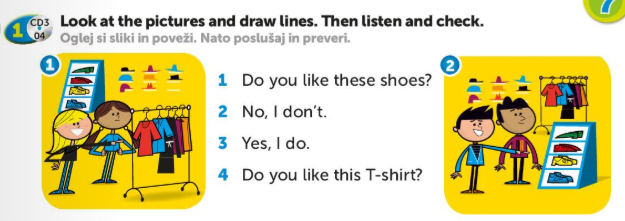 1 CD3 04 Look at the pictures and draw lines. Then listen and check.
Oglej si sliki in poveži. Nato poslušaj in preveri.
1
1 Do you like these shoes?
2 No, I don't.
3 Yes, I do.
4 Do you like this T-shirt?
2